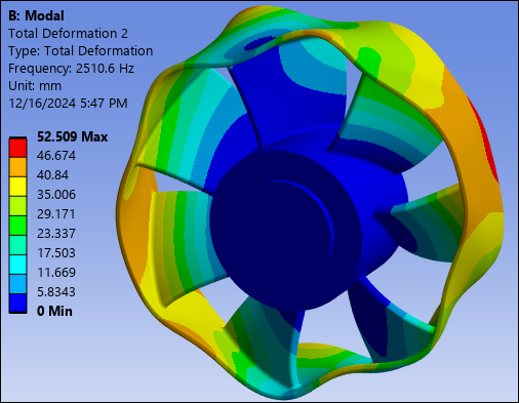 B: Modal
Total Deformation 2
Type: Total Deformation
Frequency: 2510.6 Hz
Unit: mm
12/16/2024 5:47 PM
52.509 Max
46.674
40.84
35.006
29.171
23.337
17.503
11.669
5.8343
0 Min